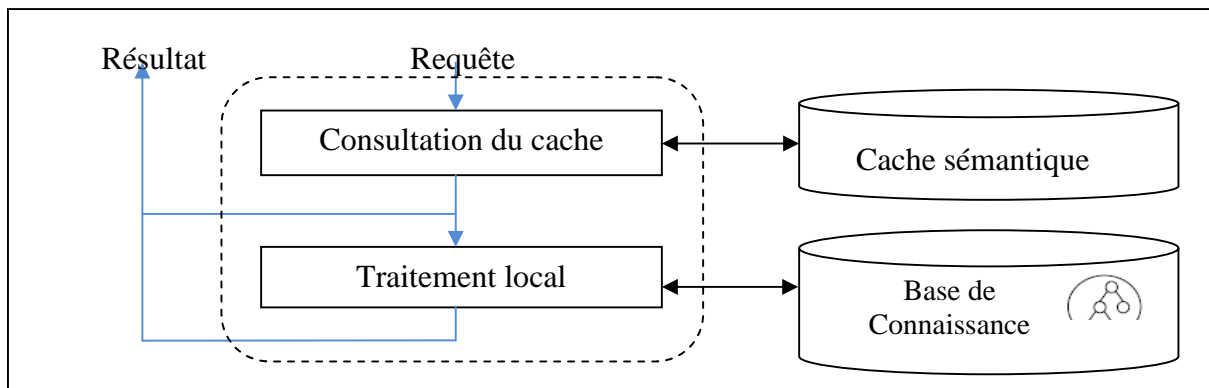 Résultat
Requête
Consultation du cache
Cache sémantique
Traitement local
Base de
Connaissance